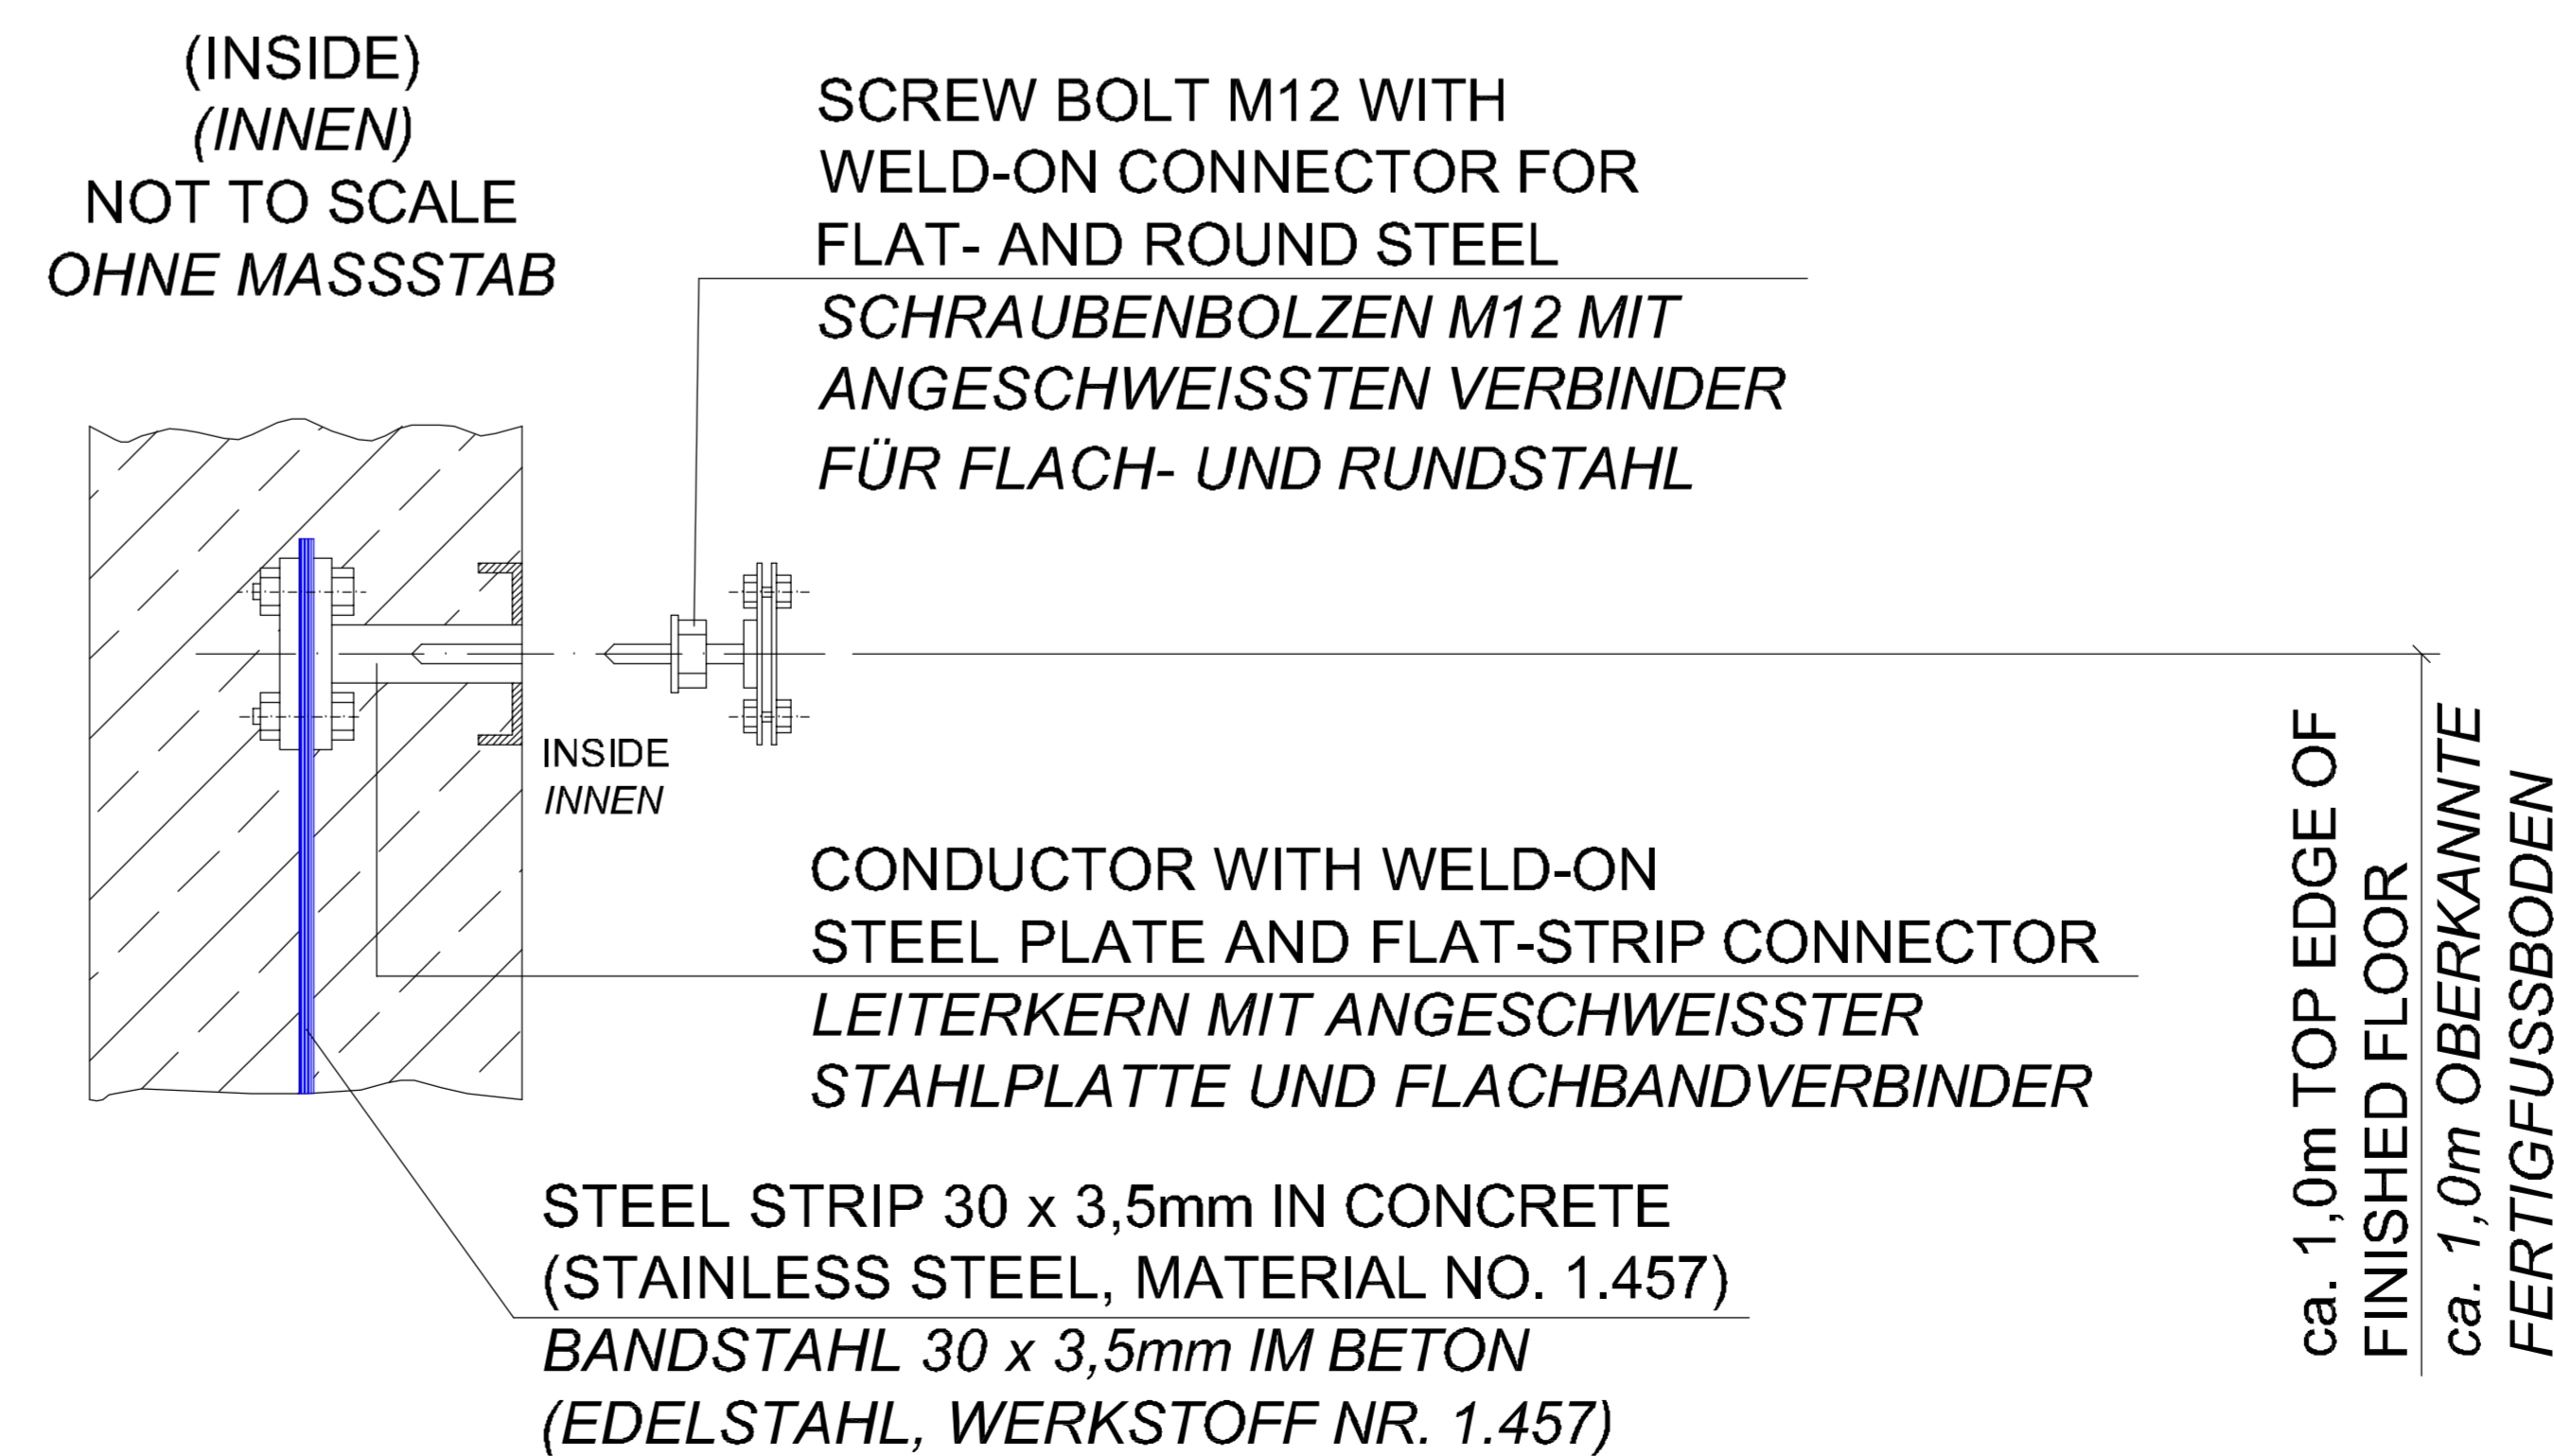 (INSIDE)
(INNEN)
NOT TO SCALE
OHNE MASSSTAB
SCREW BOLT M12 WITH
WELD-ON CONNECTOR FOR
FLAT- AND ROUND STEEL
SCHRAUBENBOLZEN M12 MIT
ANGESCHWEISSTEN VERBINDER
FÜR FLACH- UND RUNDSTAHL
INSIDE
INNEN
CONDUCTOR WITH WELD-ON
STEEL PLATE AND FLAT-STRIP CONNECTOR
LEITERKERN MIT ANGESCHWEISSTER
STAHLPLATTE UND FLACHBANDVERBINDER
STEEL STRIP 30 x 3,5mm IN CONCRETE
(STAINLESS STEEL, MATERIAL NO. 1.457)
BANDSTAHL 30 x 3,5mm IM BETON
(EDELSTAHL, WERKSTOFF NR. 1.457)
ca. 1,0m TOP EDGE OF
FINISHED FLOOR
ca. 1,0m OBERKANNTE
FERTIGFUSSBODEN